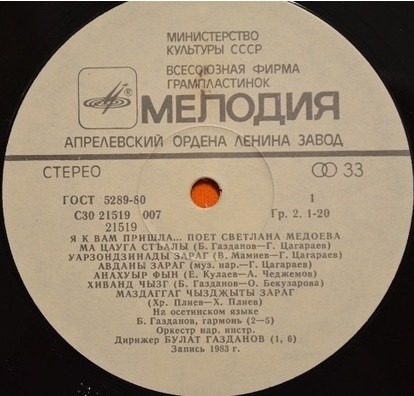 МИНИСТЕРСТВО
КУЛЬТУРЫ СССР
ВСЕСОЮЗНАЯ ФИРМА
ГРАМПЛАСТИНОК
МЕЛОДИЯ
АПРЕЛЕВСКИЙ ОРДЕНА ЛЕНИНА ЗАВОД
СТЕРЕО 33
ГОСТ 5289-80 1
С30 21519 007 Гр. 2. 1-20
21519
Я К ВАМ ПРИШЛА... ПОЕТ СВЕТЛАНА МЕДОЕВА
МА ЦАУГА СТЪАЛЫ (Б. Газданов—Г. Цагараев)
УАРЗОНДЗИНАДЫ ЗАРАГ (В. Мамиев—Г. Цагараев)
АВДАНЫ ЗАРАГ (муз. нар.—Г. Цагараев)
АНАХУЫР ФЫН (Е. Кулаев—А. Чеджемов)
ХИВАНД ЧЫЗГ (Б. Газданов—О. Бекузарова)
МАЗДАГГАГ ЧЫЗДЖЫТЫ ЗАРАГ
(Хр. Плиев—Х. Плиев)
На осетинском языке
Б. Газданов, гармонь (2—5)
Оркестр нар. инстр.
Дирижер БУЛАТ ГАЗДАНОВ (1, 6)
Запись 1983 г.